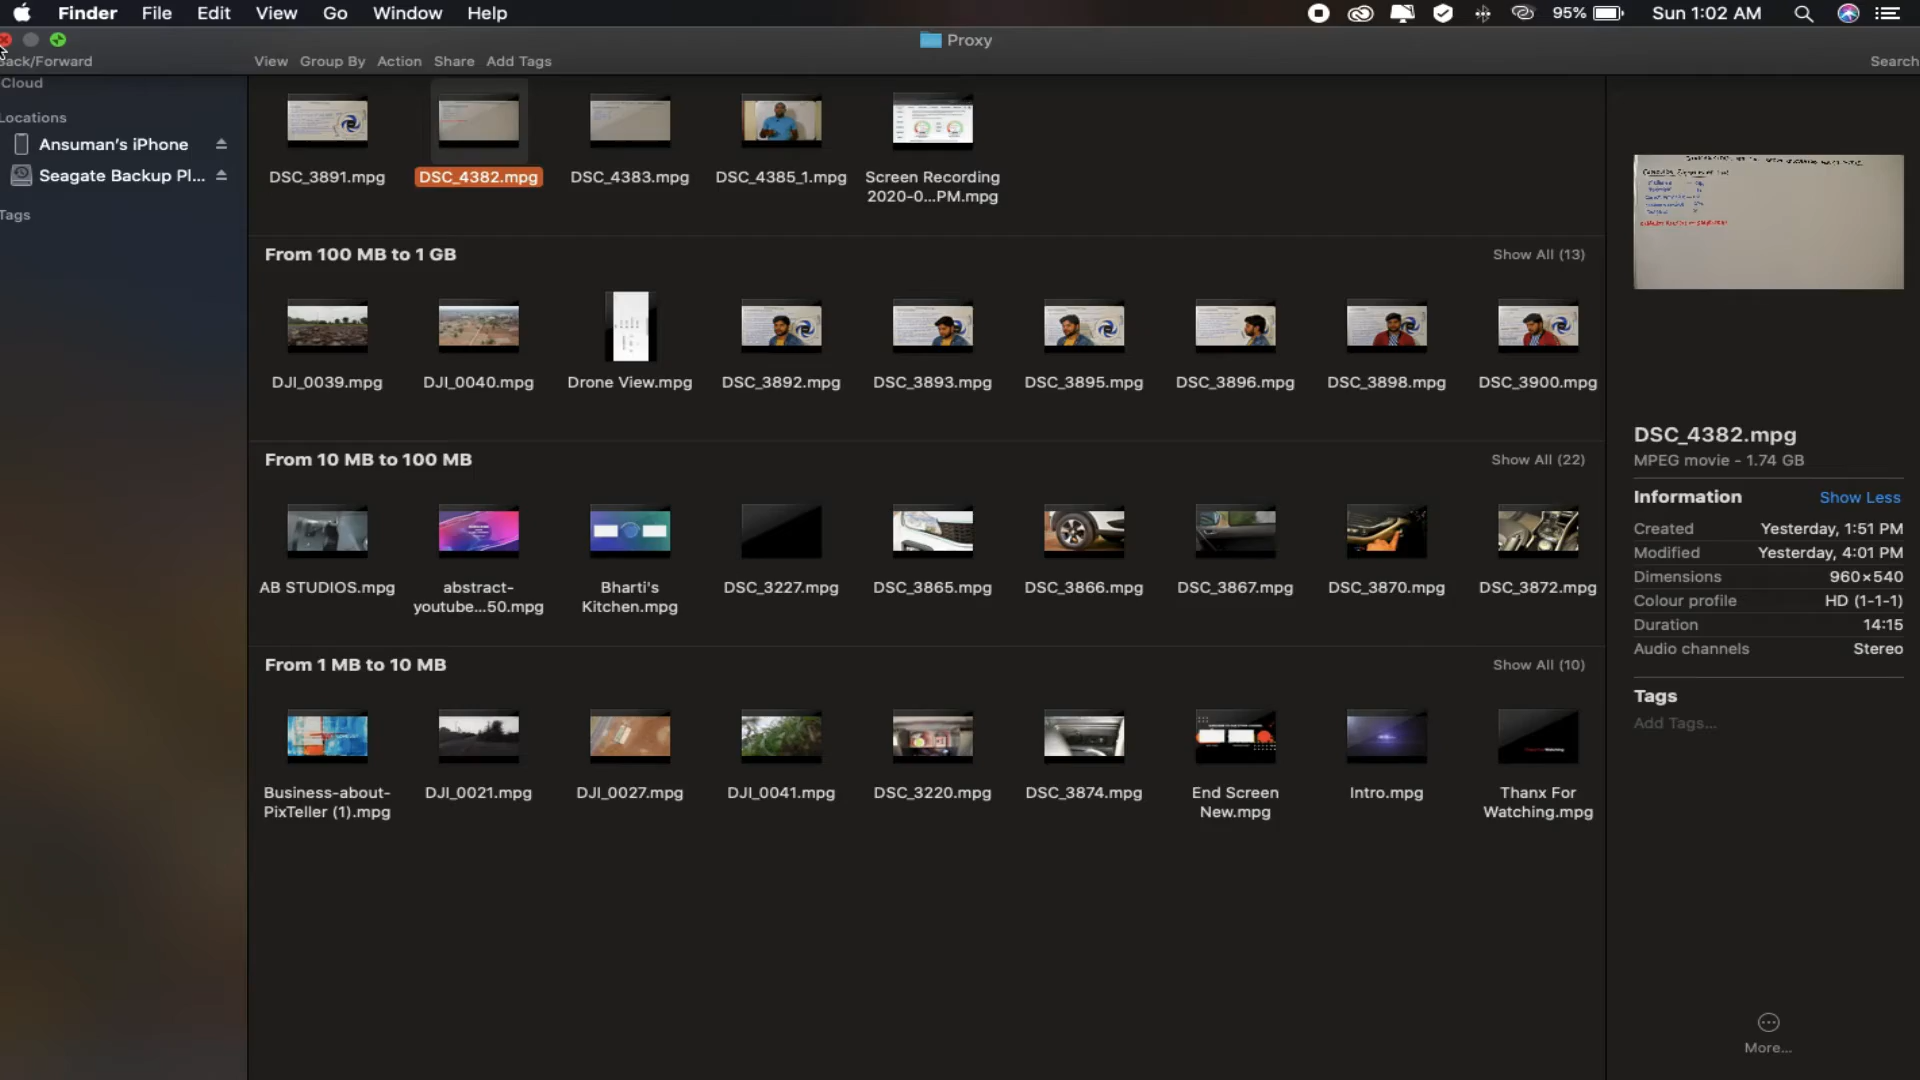 Finder File Edit View Go Window Help 95% Sun 1:02 AM
Proxy
Back/Forward View Group By Action Share Add Tags Search
iCloud
Locations
Ansuman's iPhone
Seagate Backup Pl...
Tags
DSC_3891.mpg DSC_4382.mpg DSC_4383.mpg DSC_4385_1.mpg Screen Recording
2020-0...PM.mpg
From 100 MB to 1 GB Show All (13)
DJI_0039.mpg DJI_0040.mpg Drone View.mpg DSC_3892.mpg DSC_3893.mpg DSC_3895.mpg DSC_3896.mpg DSC_3898.mpg DSC_3900.mpg
From 10 MB to 100 MB Show All (22)
AB STUDIOS.mpg abstract- Bharti's DSC_3227.mpg DSC_3865.mpg DSC_3866.mpg DSC_3867.mpg DSC_3870.mpg DSC_3872.mpg
youtube...50.mpg Kitchen.mpg
From 1 MB to 10 MB Show All (10)
Business-about- DJI_0021.mpg DJI_0027.mpg DJI_0041.mpg DSC_3220.mpg DSC_3874.mpg End Screen Intro.mpg Thanx For
PixTeller (1).mpg New.mpg Watching.mpg
DSC_4382.mpg
MPEG movie - 1.74 GB
Information Show Less
Created Yesterday, 1:51 PM
Modified Yesterday, 4:01 PM
Dimensions 960×540
Colour profile HD (1-1-1)
Duration 14:15
Audio channels Stereo
Tags
Add Tags...
More...